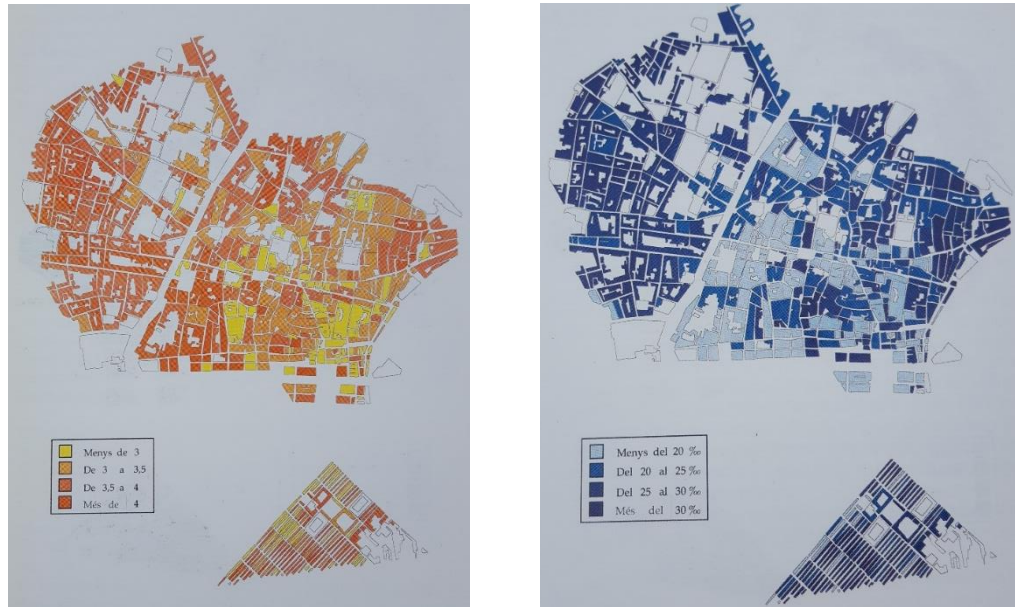 Menys de 3
De 3 a 3,5
De 3,5 a 4
Més de 4
Menys del 20 ‰
Del 20 al 25 ‰
Del 25 al 30 ‰
Més del 30 ‰